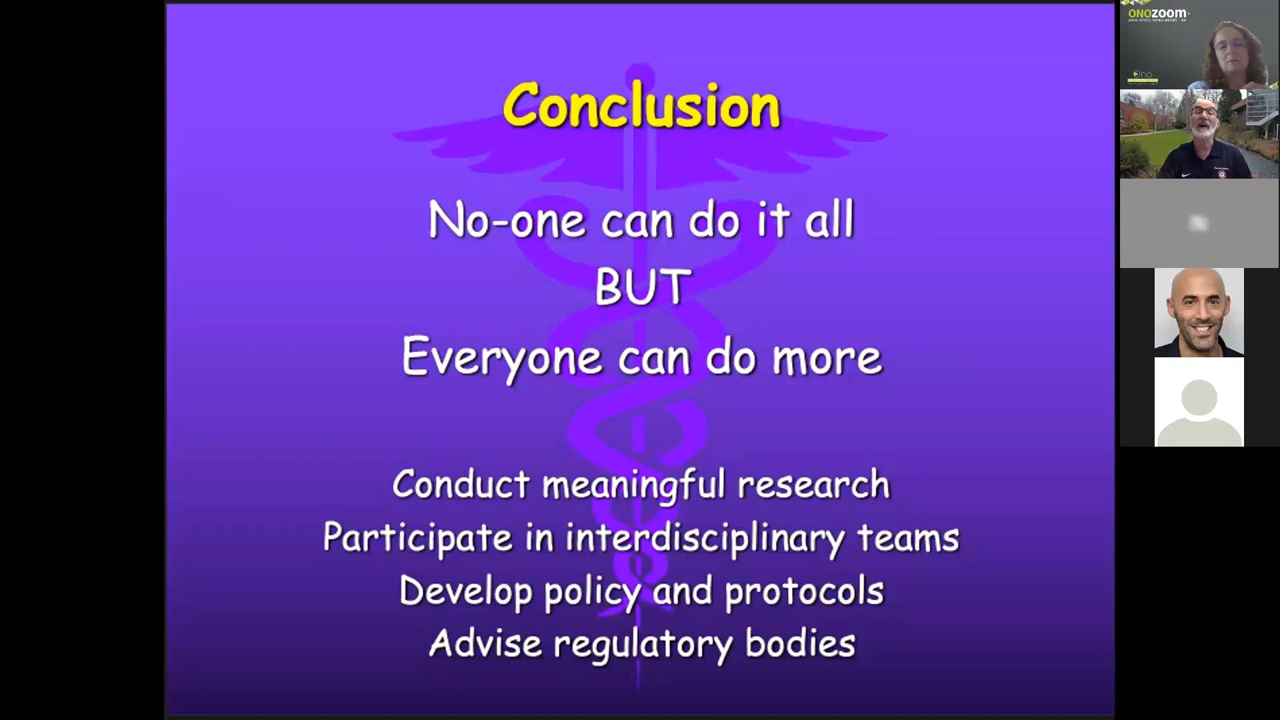 Conclusion
No-one can do it all
BUT
Everyone can do more
Conduct meaningful research
Participate in interdisciplinary teams
Develop policy and protocols
Advise regulatory bodies
ONOZOOM
Ono